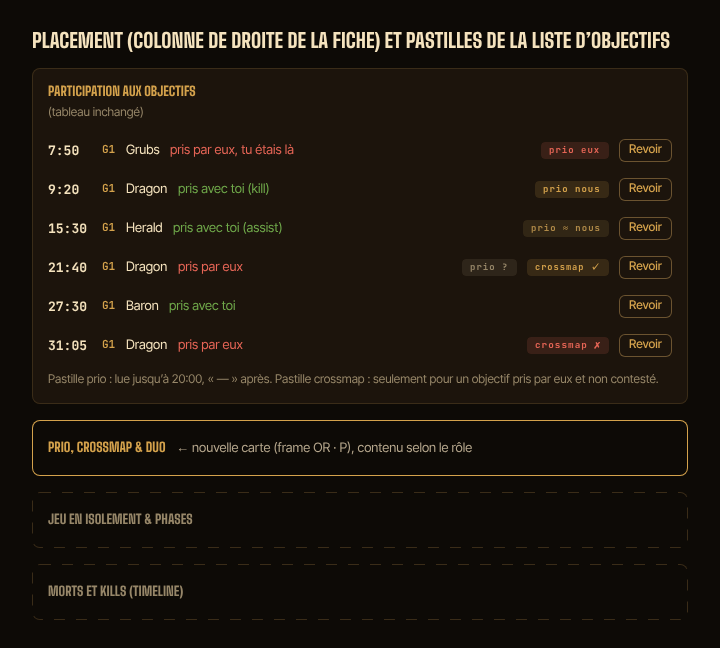 PLACEMENT (COLONNE DE DROITE DE LA FICHE) ET PASTILLES DE LA LISTE D’OBJECTIFS
PARTICIPATION AUX OBJECTIFS
(tableau inchangé)
7:50 G1 Grubs pris par eux, tu étais là prio eux Revoir
9:20 G1 Dragon pris avec toi (kill) prio nous Revoir
15:30 G1 Herald pris avec toi (assist) prio ≈ nous Revoir
21:40 G1 Dragon pris par eux prio ? crossmap ✓ Revoir
27:30 G1 Baron pris avec toi Revoir
31:05 G1 Dragon pris par eux crossmap ✗ Revoir
Pastille prio : lue jusqu’à 20:00, « — » après. Pastille crossmap : seulement pour un objectif pris par eux et non contesté.
PRIO, CROSSMAP & DUO ← nouvelle carte (frame OR · P), contenu selon le rôle
JEU EN ISOLEMENT & PHASES
MORTS ET KILLS (TIMELINE)